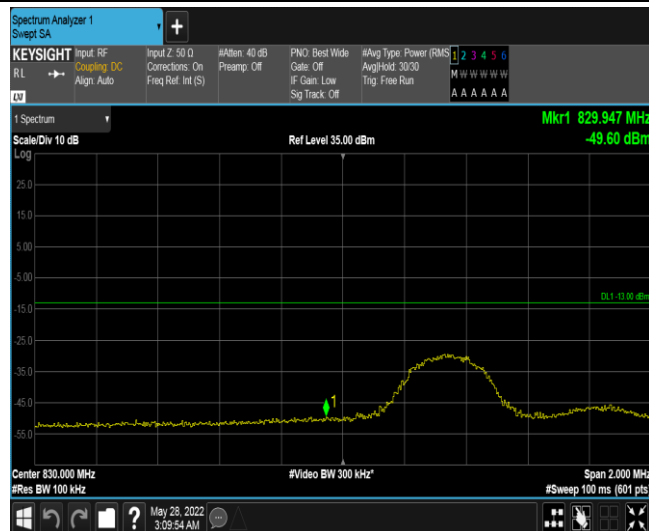 Spectrum Analyzer 1
Swept SA
+
KEYSIGHT Input: RF Input Z: 50 Ω #Atten: 40 dB PNO: Best Wide #Avg Type: Power (RMS 1 2 3 4 5 6
RL Coupling: DC Corrections: On Preamp: Off Gate: Off Avg|Hold: 30/30 M W W W W W
Align: Auto Freq Ref: Int (S) IF Gain: Low Trig: Free Run
LXI Sig Track: Off A A A A A A
1 Spectrum Mkr1 829.947 MHz
Scale/Div 10 dB Ref Level 35.00 dBm -49.60 dBm
Log
25.0
15.0
5.00
-5.00
DL1 -13.00 dBm
-15.0
-25.0
-35.0
-45.0
1
-55.0
Center 830.000 MHz #Video BW 300 kHz* Span 2.000 MHz
#Res BW 100 kHz #Sweep 100 ms (601 pts)
? May 28, 2022
3:09:54 AM